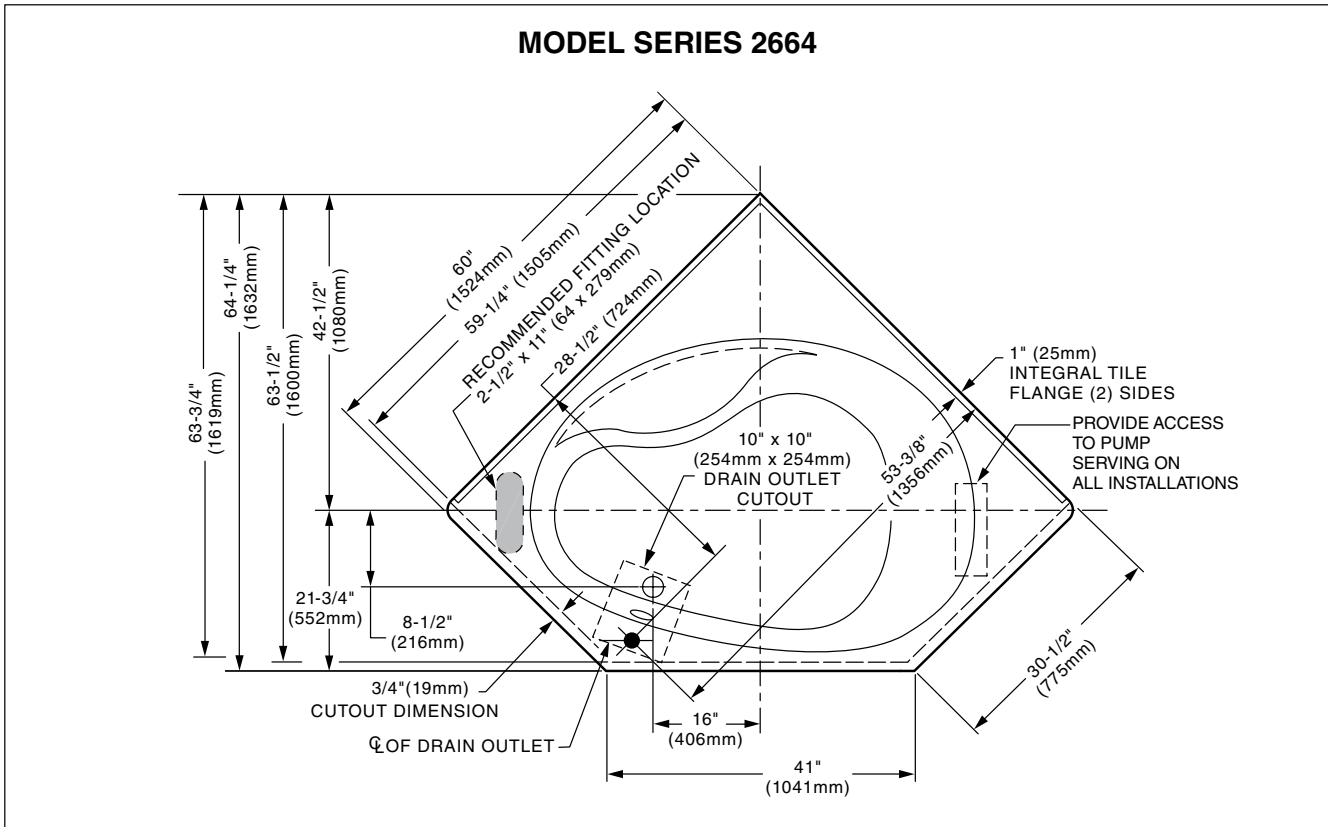 MODEL SERIES 2664
60"
(1524mm)
59-1/4" (1505mm)
RECOMMENDED FITTING LOCATION
2-1/2" x 11" (64 x 279mm)
28-1/2" (724mm)
63-3/4"
(1619mm)
64-1/4"
(1632mm)
63-1/2"
(1600mm)
42-1/2"
(1080mm)
1" (25mm)
INTEGRAL TILE
FLANGE (2) SIDES
PROVIDE ACCESS
TO PUMP
SERVING ON
ALL INSTALLATIONS
10" x 10"
(254mm x 254mm)
DRAIN OUTLET
CUTOUT
53-3/8"
(1356mm)
21-3/4"
(552mm)
8-1/2"
(216mm)
3/4"(19mm)
CUTOUT DIMENSION
℄ OF DRAIN OUTLET
16"
(406mm)
41"
(1041mm)
30-1/2"
(775mm)